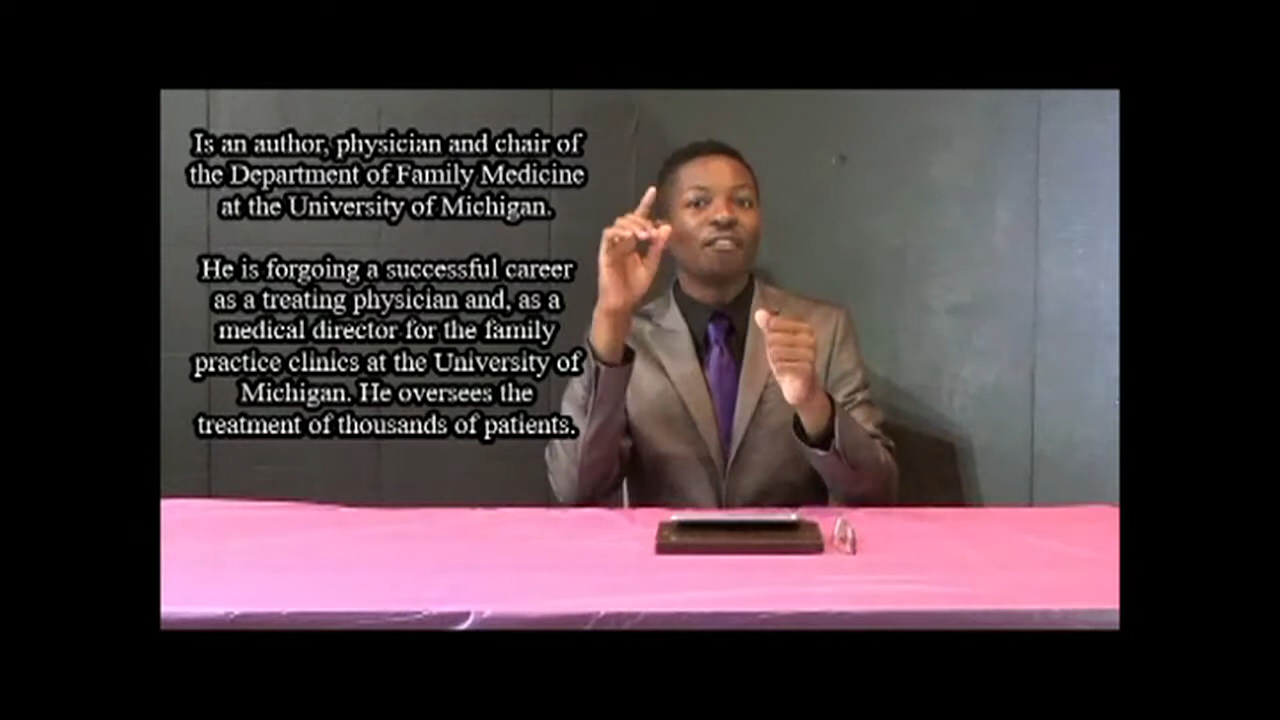 Is an author, physician and chair of
the Department of Family Medicine
at the University of Michigan.
He is forgoing a successful career
as a treating physician and, as a
medical director for the family
practice clinics at the University of
Michigan. He oversees the
treatment of thousands of patients.